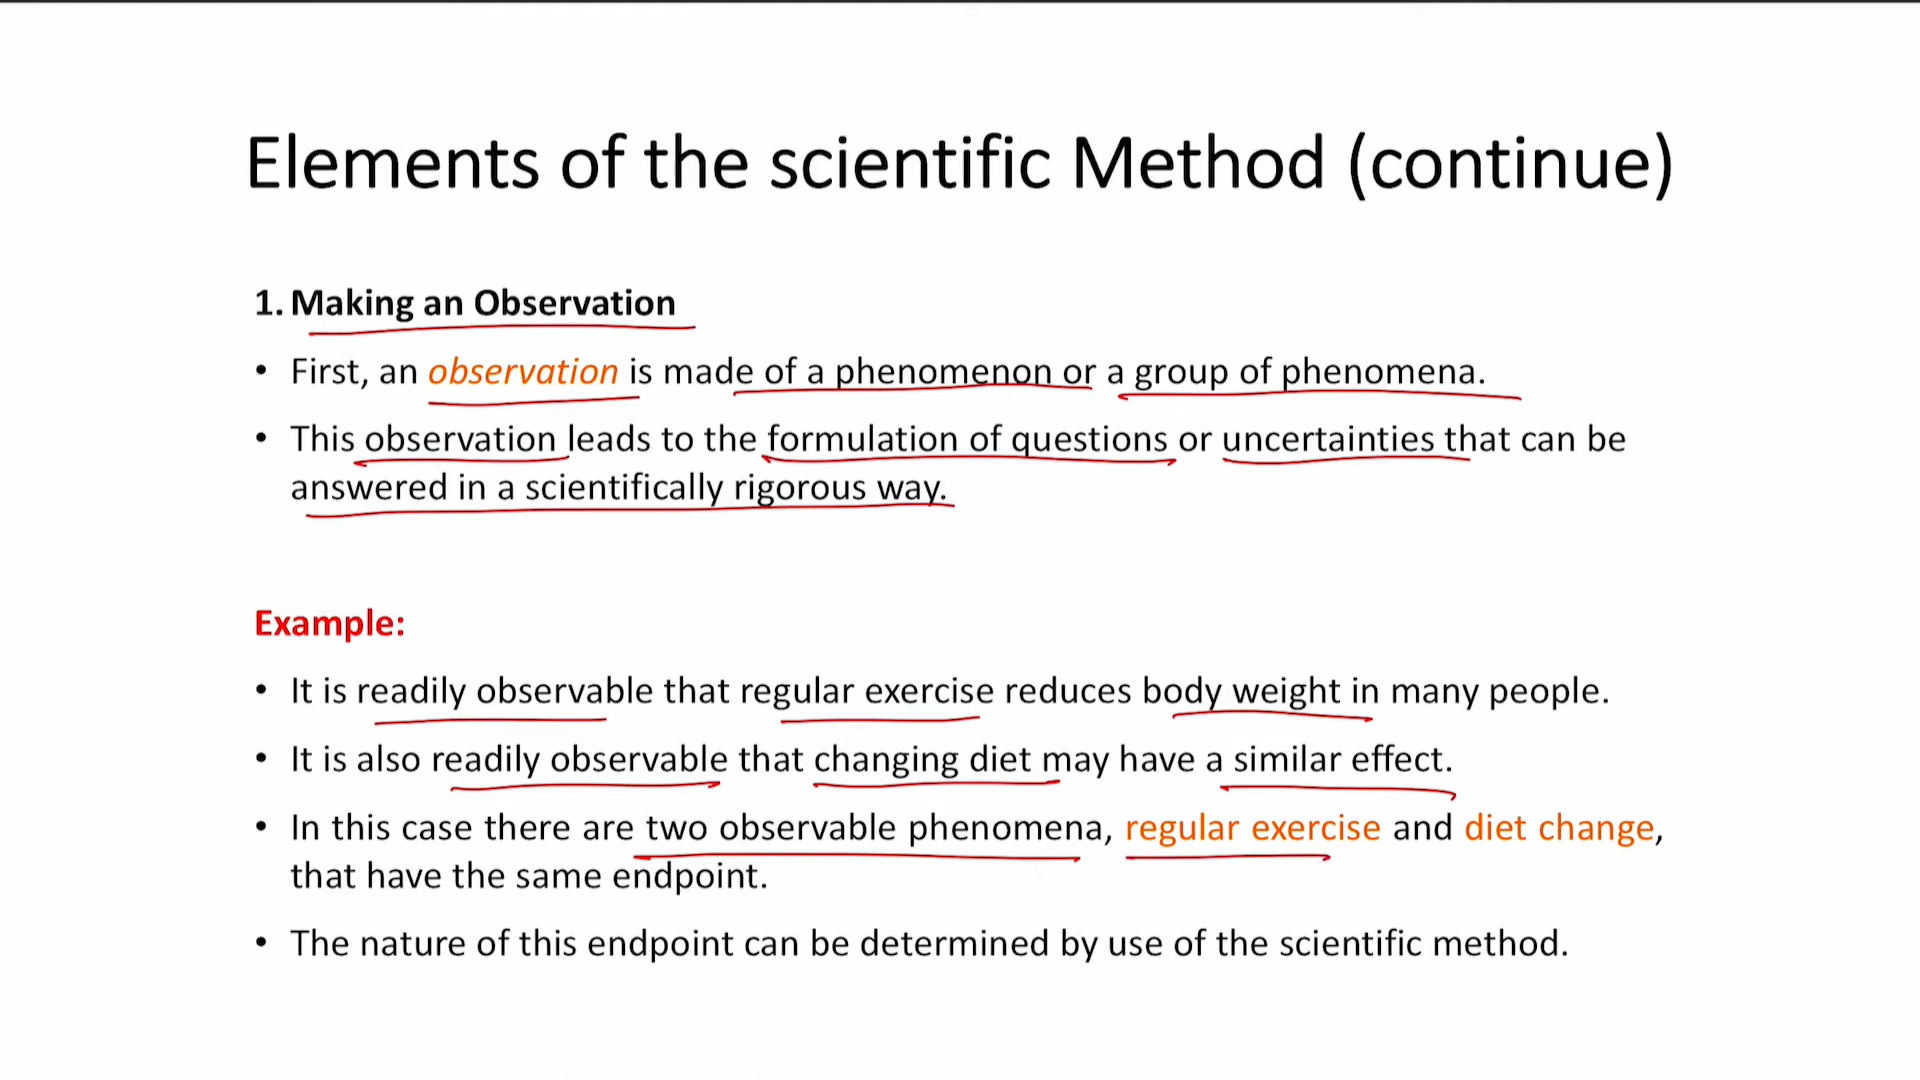 Elements of the scientific Method (continue)
1. Making an Observation
• First, an observation is made of a phenomenon or a group of phenomena.
• This observation leads to the formulation of questions or uncertainties that can be
answered in a scientifically rigorous way.
Example:
• It is readily observable that regular exercise reduces body weight in many people.
• It is also readily observable that changing diet may have a similar effect.
• In this case there are two observable phenomena, regular exercise and diet change,
that have the same endpoint.
• The nature of this endpoint can be determined by use of the scientific method.